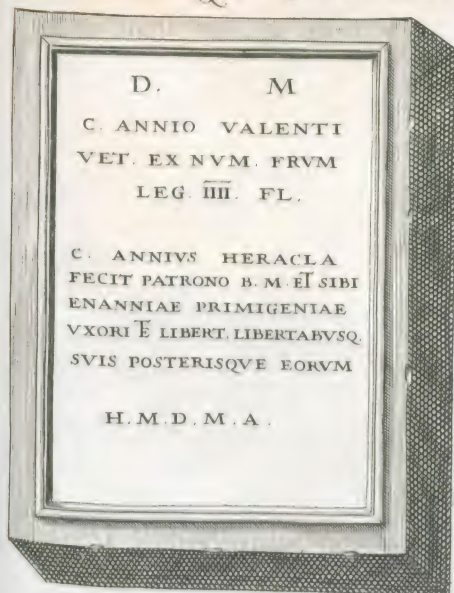 D. M
C. ANNIO VALENTI
VET. EX NVM. FRVM
LEG. IIII. FL.
C. ANNIVS HERACLA
FECIT PATRONO B. M. ET SIBI
ENANNIAE PRIMIGENIAE
VXORI E LIBERT. LIBERTABVSQ.
SVIS POSTERISQVE EORVM
H. M. D. M. A.